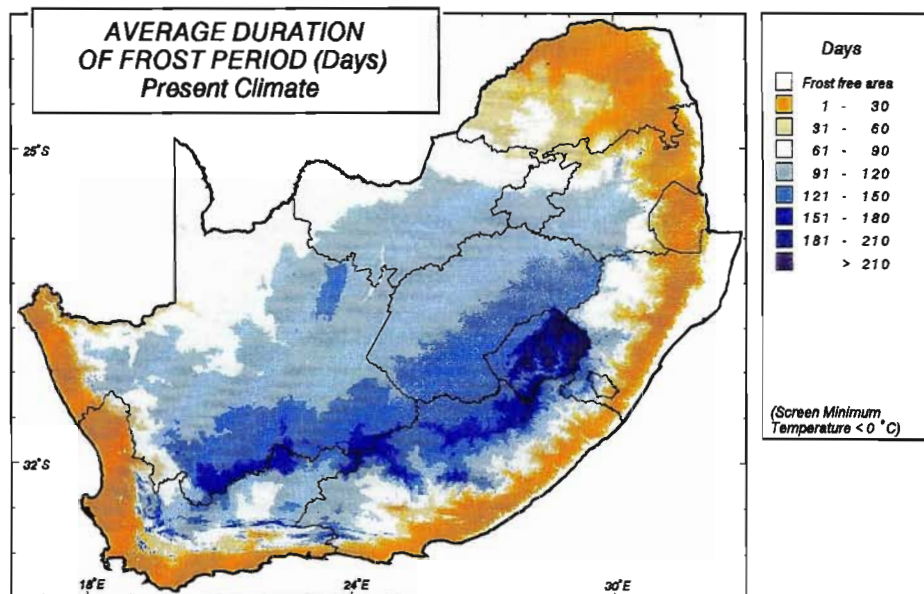 AVERAGE DURATION
OF FROST PERIOD (Days)
Present Climate
Days
Frost free area
1 - 30
31 - 60
61 - 90
91 - 120
121 - 150
151 - 180
181 - 210
> 210
(Screen Minimum
Temperature < 0 °C)
25°S
32°S
18°E
24°E
30°E